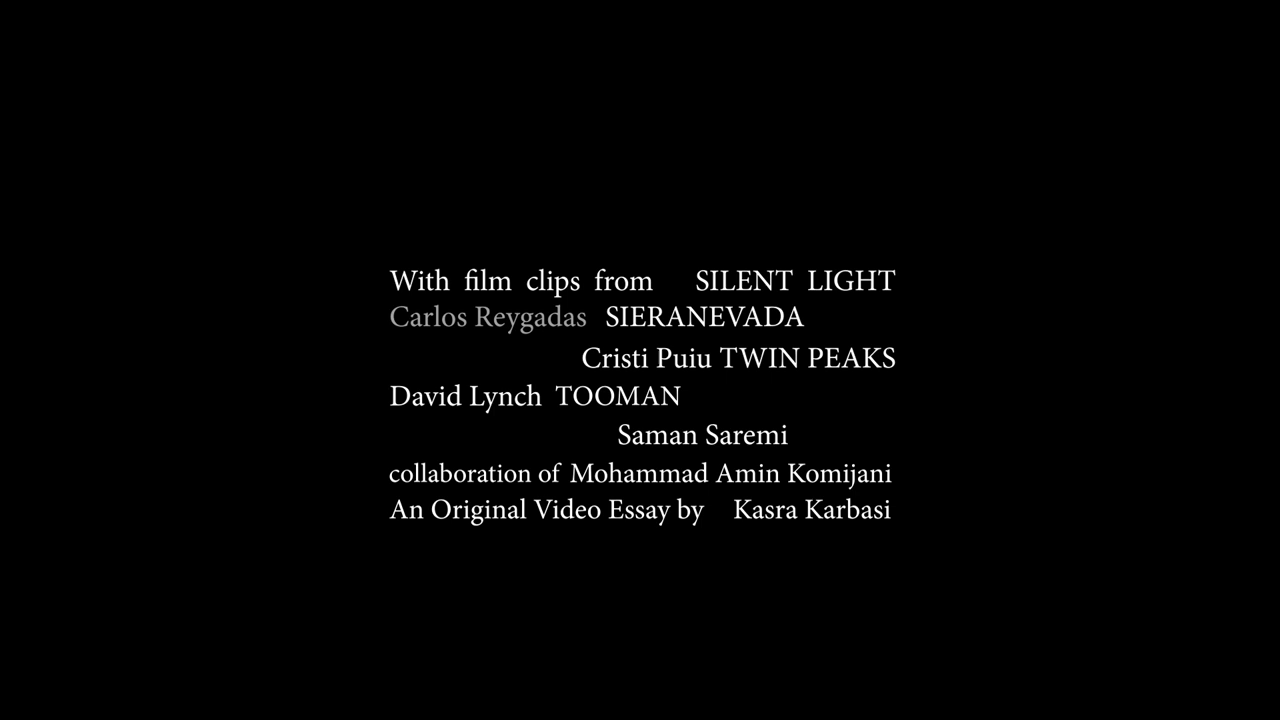 With film clips from SILENT LIGHT
Carlos Reygadas SIERANEVADA
Cristi Puiu TWIN PEAKS
David Lynch TOOMAN
Saman Saremi
collaboration of Mohammad Amin Komijani
An Original Video Essay by Kasra Karbasi